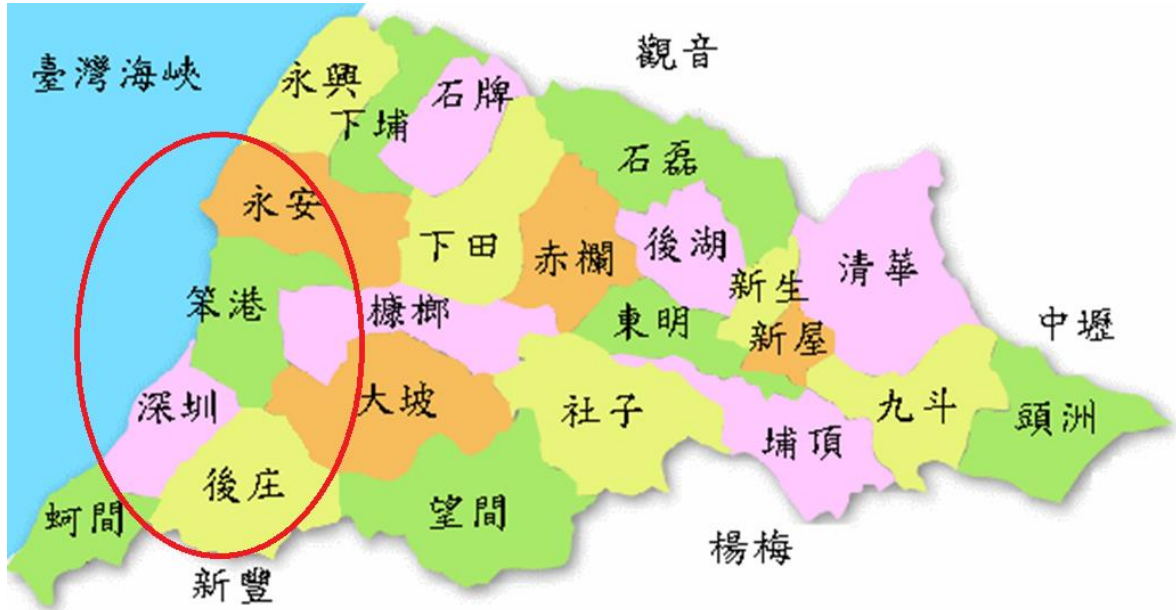 臺灣海峽
觀音
永興
石牌
下埔
石磊
永安
下田
赤欄
後湖
清華
新生
笨港
槺榔
東明
新屋
中壢
深圳
大坡
社子
九斗
頭洲
埔頂
後庄
蚵間
望間
楊梅
新豐